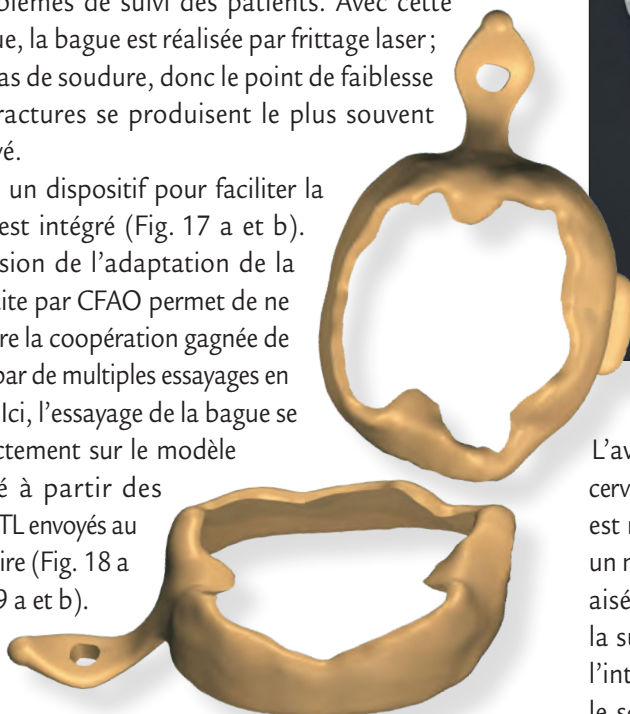 blèmes de suivi des patients. Avec cette
ue, la bague est réalisée par frittage laser ;
as de soudure, donc le point de faiblesse
ractures se produisent le plus souvent
vé.
un dispositif pour faciliter la
est intégré (Fig. 17 a et b).
sion de l'adaptation de la
ite par CFAO permet de ne
re la coopération gagnée de
par de multiples essayages en
Ici, l'essayage de la bague se
ctement sur le modèle
é à partir des
TL envoyés au
ire (Fig. 18 a
9 a et b).
L'av
cerv
est
un
aisé
la su
l'int
le se